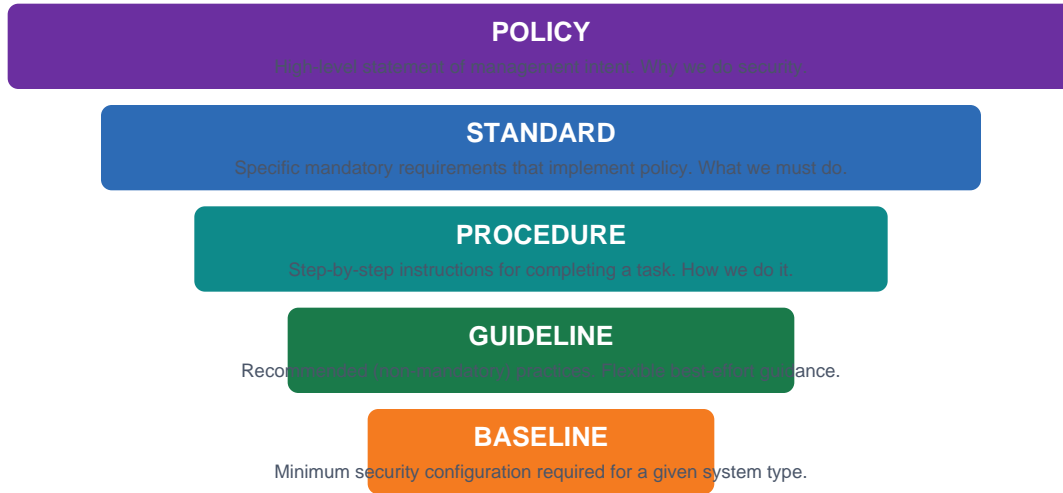 POLICY
High-level statement of management intent. Why we do security.
STANDARD
Specific mandatory requirements that implement policy. What we must do.
PROCEDURE
Step-by-step instructions for completing a task. How we do it.
GUIDELINE
Recommended (non-mandatory) practices. Flexible best-effort guidance.
BASELINE
Minimum security configuration required for a given system type.